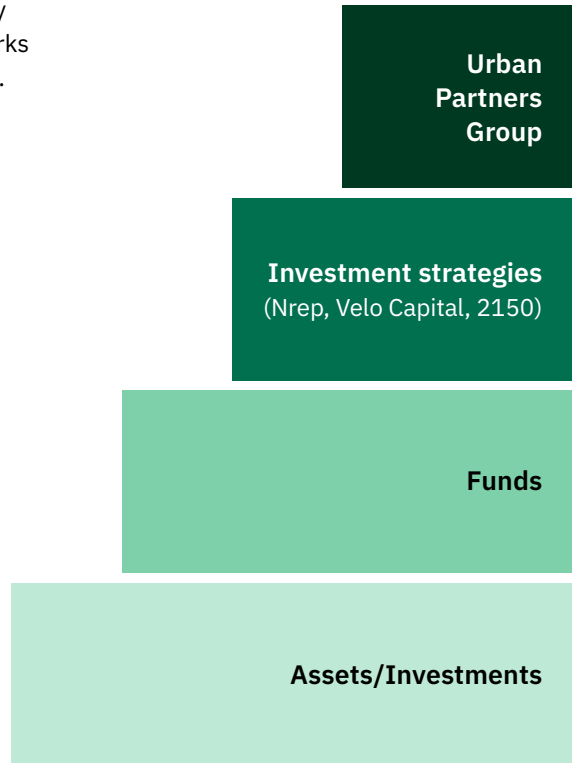 .
Urban
Partners
Group
Investment strategies
(Nrep, Velo Capital, 2150)
Funds
Assets/Investments